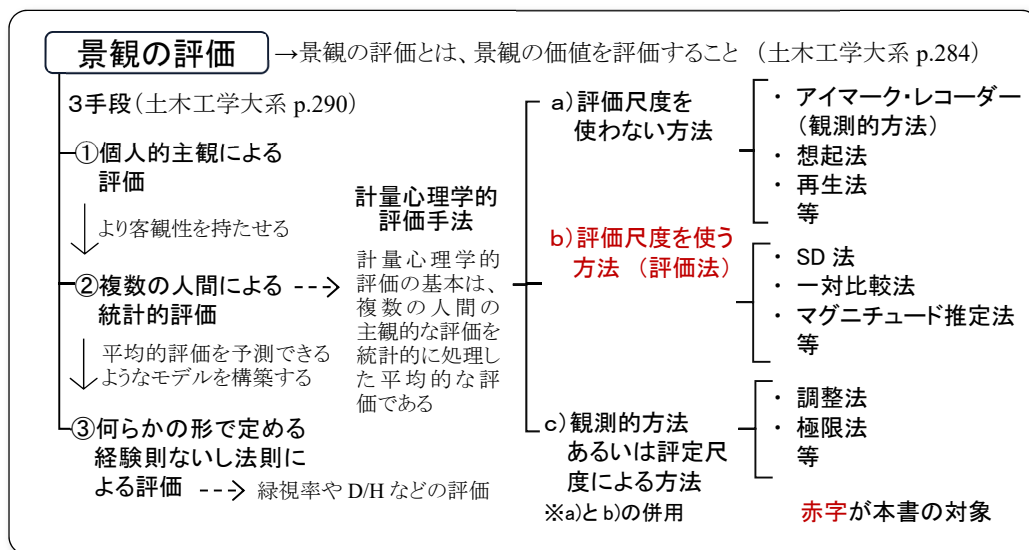 景観の評価
→景観の評価とは、景観の価値を評価すること （土木工学大系 p.284）
3手段（土木工学大系 p.290）
①個人的主観による
評価
より客観性を持たせる
②複数の人間による
統計的評価
平均的評価を予測できる
ようなモデルを構築する
③何らかの形で定める
経験則ないし法則に
よる評価
緑視率や D/H などの評価
計量心理学的
評価手法
計量心理学的
評価の基本は、
複数の人間の
主観的な評価を
統計的に処理し
た平均的な評
価である
a）評価尺度を
使わない方法
・ アイマーク・レコーダー
（観測的方法）
・ 想起法
・ 再生法
等
b）評価尺度を使う
方法 （評価法）
・ SD 法
・ 一対比較法
・ マグニチュード推定法
等
c）観測的方法
あるいは評定尺
度による方法
※a）と b）の併用
・ 調整法
・ 極限法
等
赤字が本書の対象